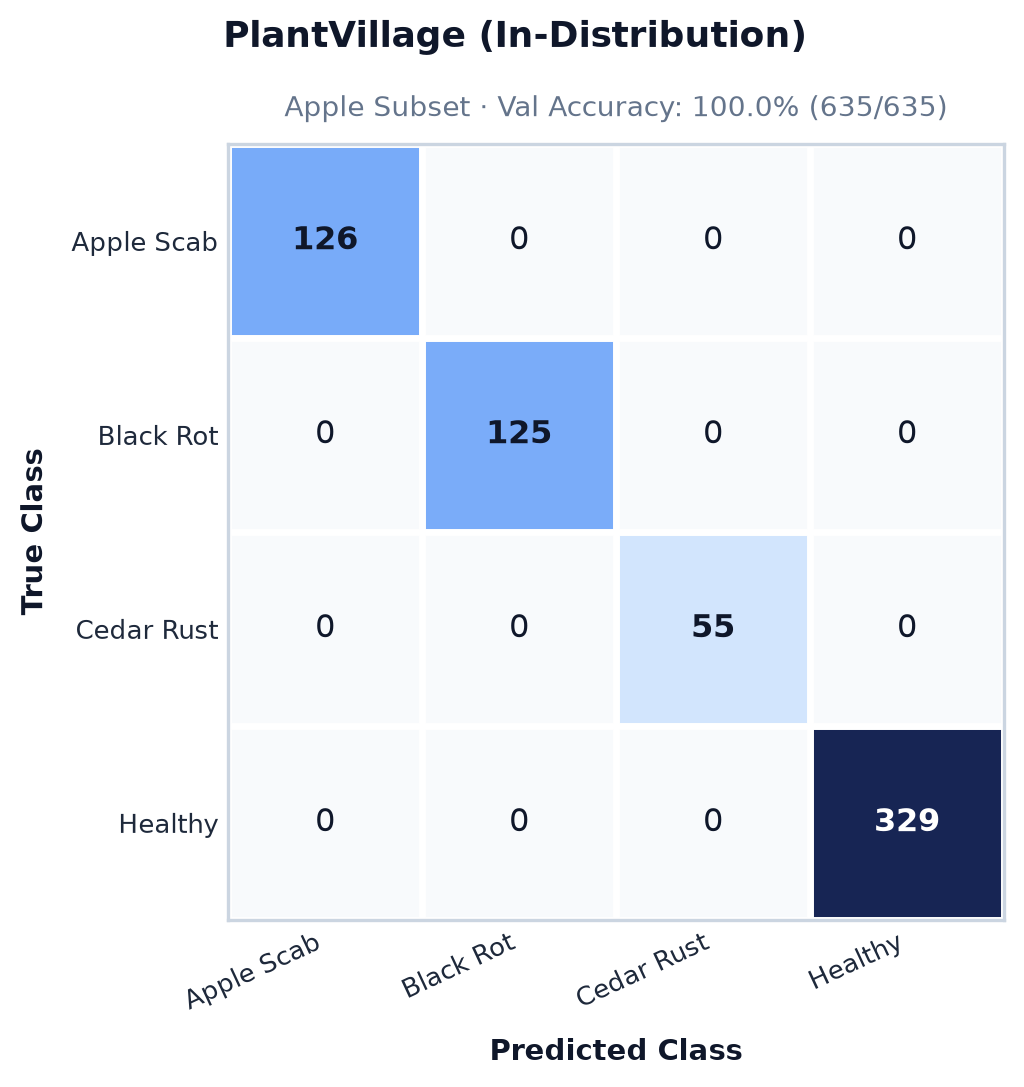 PlantVillage (In-Distribution)
Apple Subset · Val Accuracy: 100.0% (635/635)
Apple Scab 126 0 0 0
Black Rot 0 125 0 0
Cedar Rust 0 0 55 0
Healthy 0 0 0 329
True Class
Apple Scab Black Rot Cedar Rust Healthy
Predicted Class